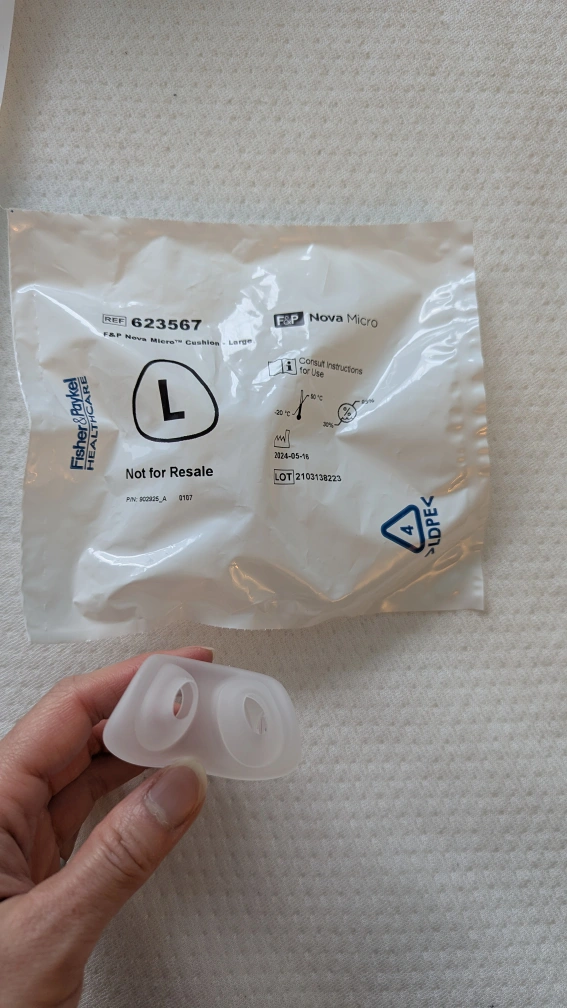 REF 623567
F&P Nova Micro™ Cushion - Large
L
Not for Resale
P/N: 902925_A 0107
Fisher&Paykel
HEALTHCARE
F&P Nova Micro
Consult Instructions
for Use
-20 °C
30%
2024-05-16
LOT 2103138223
4
>LDPE<